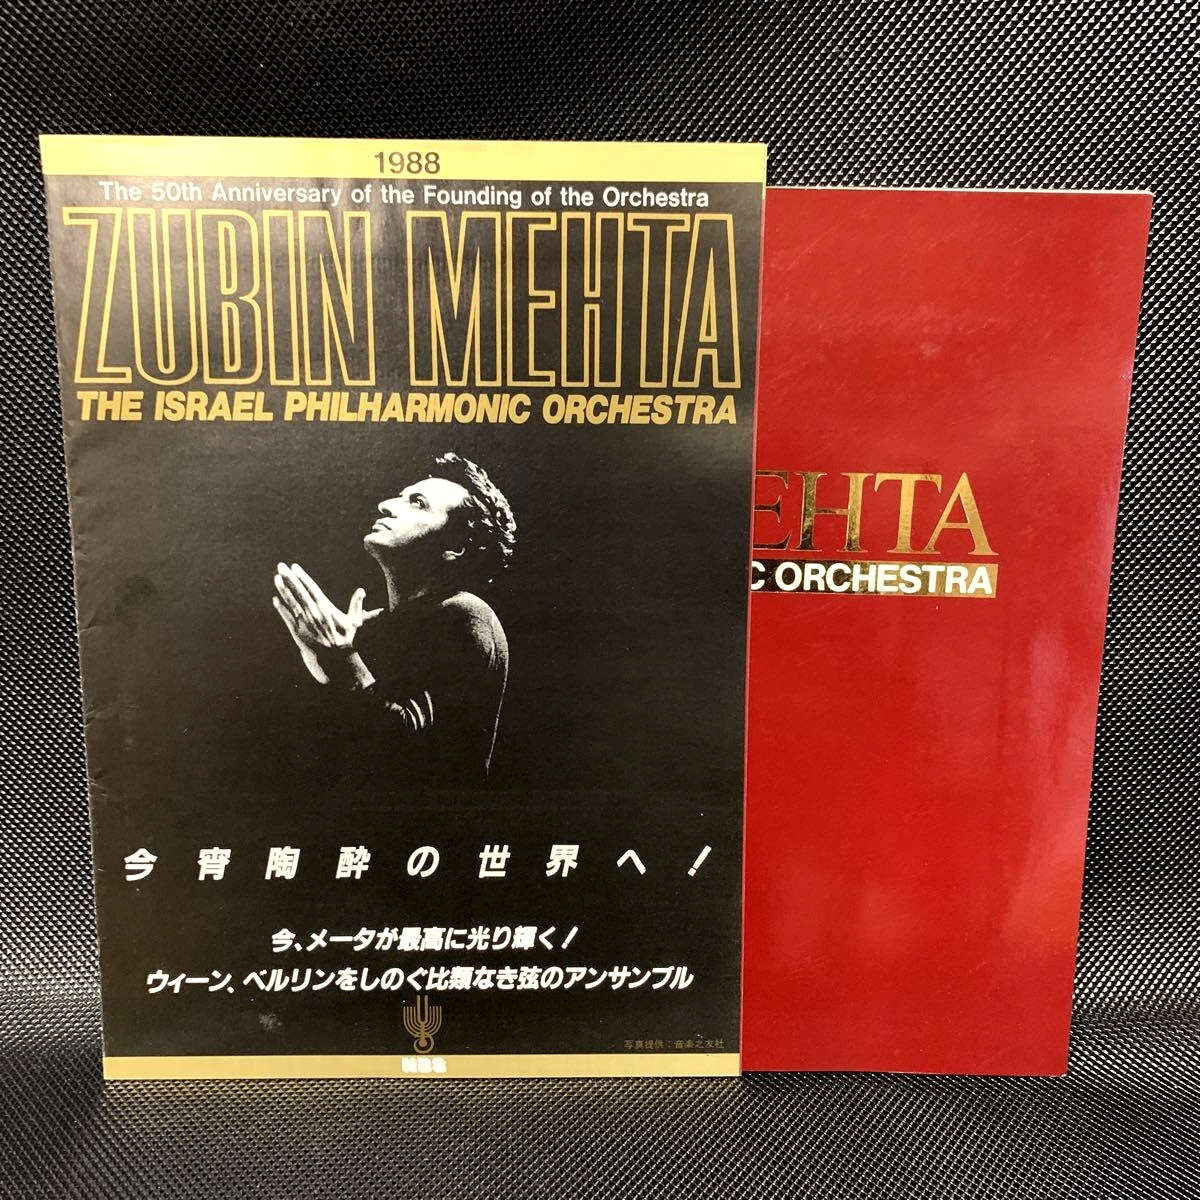 1988
The 50th Anniversary of the Founding of the Orchestra
ZUBIN MEHTA
THE ISRAEL PHILHARMONIC ORCHESTRA
今宵陶酔の世界へ!
今、メータが最高に光り輝く!
ウィーン、ベルリンをしのぐ比類なき弦のアンサンブル
写真提供:音楽之友社
NBS
EHTA
C ORCHESTRA